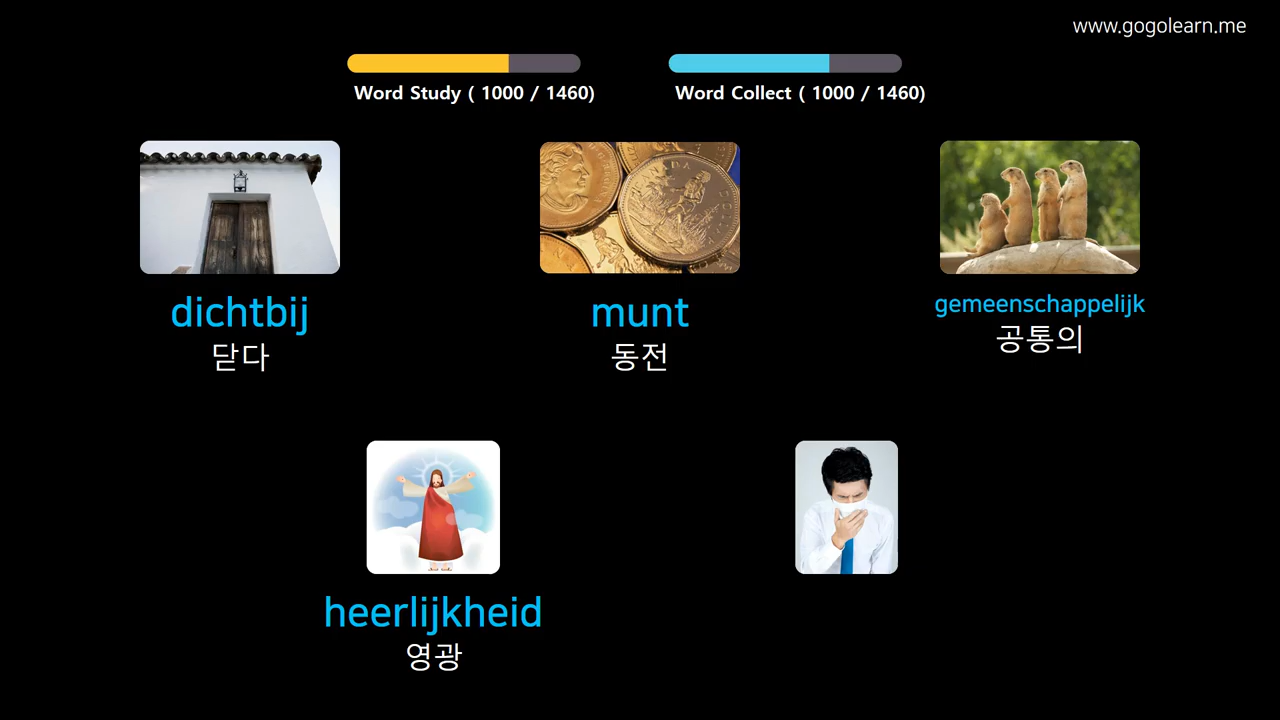 www.gogolearn.me
Word Study ( 1000 / 1460)
Word Collect ( 1000 / 1460)
dichtbij
닫다
munt
동전
gemeenschappelijk
공통의
heerlijkheid
영광